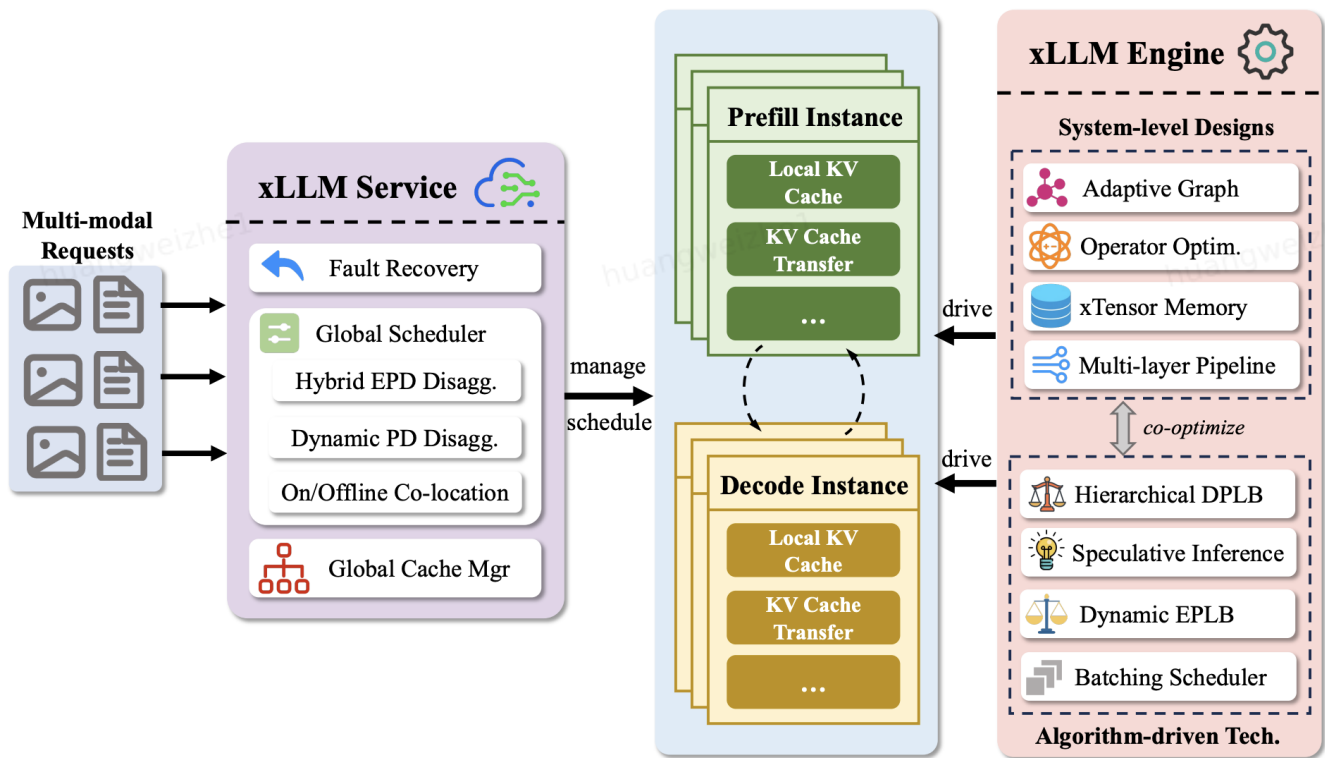 Multi-modal
Requests
xLLM Service
Fault Recovery
Global Scheduler
Hybrid EPD Disagg.
Dynamic PD Disagg.
On/Offline Co-location
Global Cache Mgr
manage
schedule
Prefill Instance
Local KV
Cache
KV Cache
Transfer
...
Decode Instance
Local KV
Cache
KV Cache
Transfer
...
drive
drive
xLLM Engine
System-level Designs
Adaptive Graph
Operator Optim.
xTensor Memory
Multi-layer Pipeline
co-optimize
Hierarchical DPLB
Speculative Inference
Dynamic EPLB
Batching Scheduler
Algorithm-driven Tech.
huangweizhe1
huangweizhe1
huangweiz